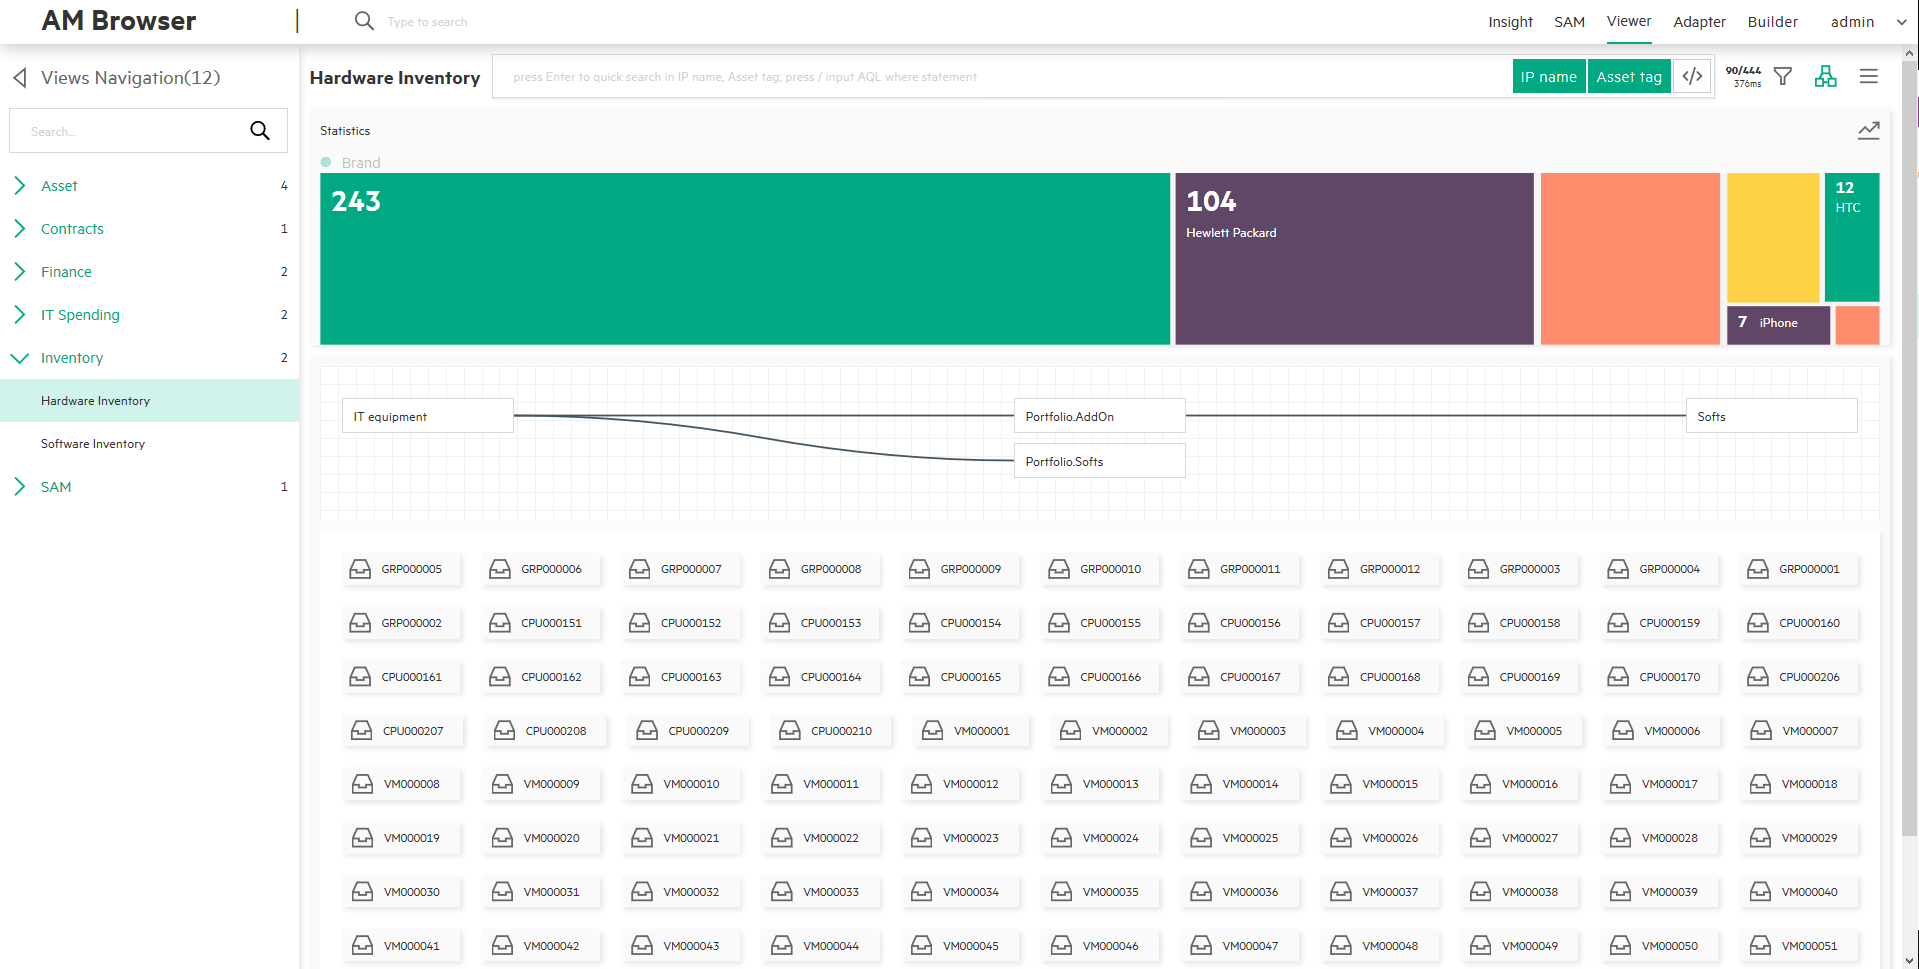 AM Browser
Type to search
Insight SAM Viewer Adapter Builder admin
Views Navigation(12)
Search...
Asset 4
Contracts 1
Finance 2
IT Spending 2
Inventory 2
Hardware Inventory
Software Inventory
SAM 1
Hardware Inventory
press Enter to quick search in IP name, Asset tag; press / input AQL where statement
IP name Asset tag </>
90/444
376ms
Statistics
Brand
243
104
Hewlett Packard
12
HTC
7 iPhone
IT equipment
Portfolio.AddOn
Softs
Portfolio.Softs
GRP000005 GRP000006 GRP000007 GRP000008 GRP000009 GRP000010 GRP000011 GRP000012 GRP000003 GRP000004 GRP000001
GRP000002 CPU000151 CPU000152 CPU000153 CPU000154 CPU000155 CPU000156 CPU000157 CPU000158 CPU000159 CPU000160
CPU000161 CPU000162 CPU000163 CPU000164 CPU000165 CPU000166 CPU000167 CPU000168 CPU000169 CPU000170 CPU000206
CPU000207 CPU000208 CPU000209 CPU000210 VM000001 VM000002 VM000003 VM000004 VM000005 VM000006 VM000007
VM000008 VM000009 VM000010 VM000011 VM000012 VM000013 VM000014 VM000015 VM000016 VM000017 VM000018
VM000019 VM000020 VM000021 VM000022 VM000023 VM000024 VM000025 VM000026 VM000027 VM000028 VM000029
VM000030 VM000031 VM000032 VM000033 VM000034 VM000035 VM000036 VM000037 VM000038 VM000039 VM000040
VM000041 VM000042 VM000043 VM000044 VM000045 VM000046 VM000047 VM000048 VM000049 VM000050 VM000051